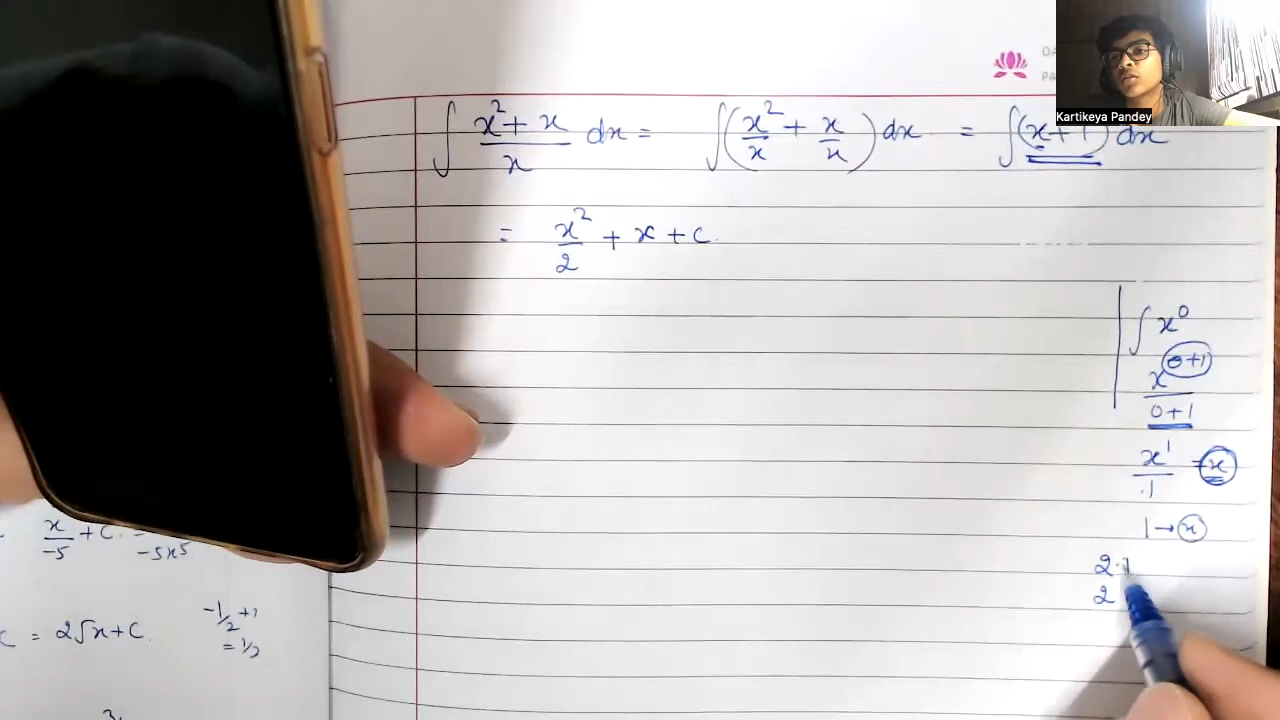 Kartikeya Pandey
∫ (x² + x)/x dx = ∫(x²/x + x/x) dx = ∫(x+1) dx
= x²/2 + x + c
∫ x⁰
x^(0+1)/(0+1)
x¹/1 = x
1 → x
2·1
2
x/-5 + C.
-5x⁵
= 2√x + C.
-1/2 + 1
= 1/2